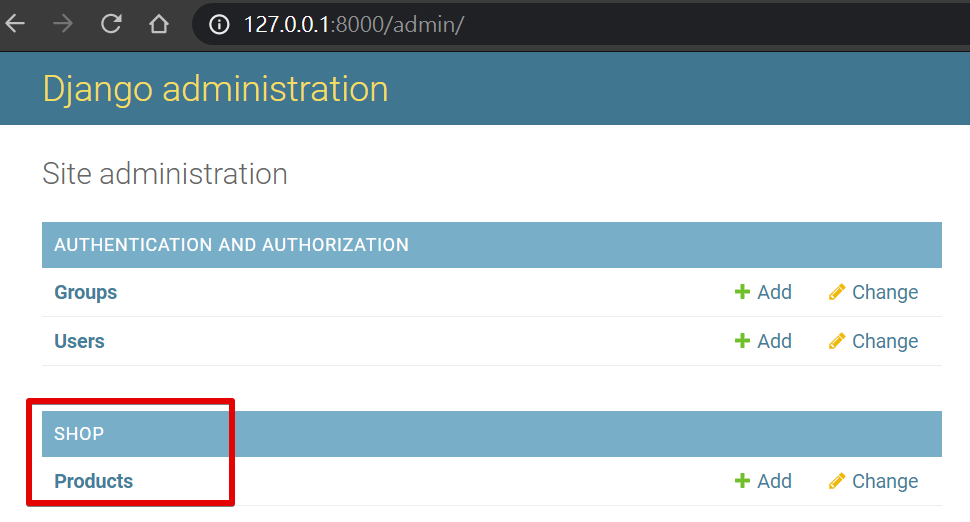 127.0.0.1:8000/admin/
Django administration
Site administration
AUTHENTICATION AND AUTHORIZATION
Groups Add Change
Users Add Change
SHOP
Products Add Change